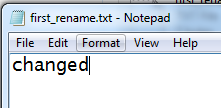 first_rename.txt - Notepad
File Edit Format View Help
changed